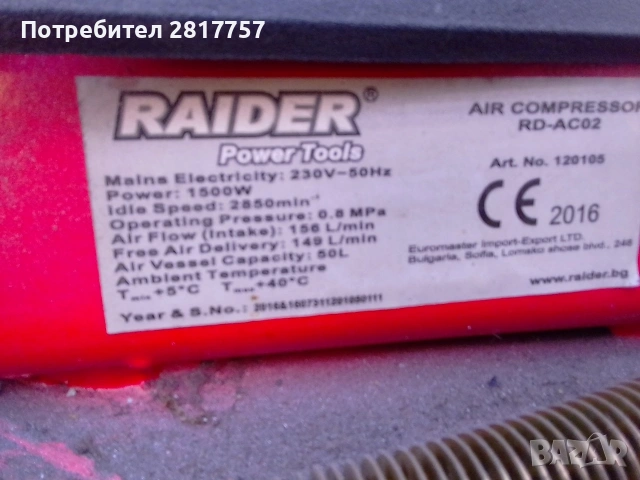 Потребител 2817757
RAIDER®
Power Tools
Mains Electricity: 230V~50Hz
Power: 1500W
Idle Speed: 2850min⁻¹
Operating Pressure: 0.8 MPa
Air Flow (Intake): 156 L/min
Free Air Delivery: 149 L/min
Air Vessel Capacity: 50L
Ambient Temperature
Tmin +5°C Tmax +40°C
Year & S.No.:
AIR COMPRESSOR
RD-AC02
Art. No. 120105
CE 2016
Euromaster Import-Export LTD.
Bulgaria, Sofia, Lomsko shose blvd., 246
www.raider.bg
BAZAR